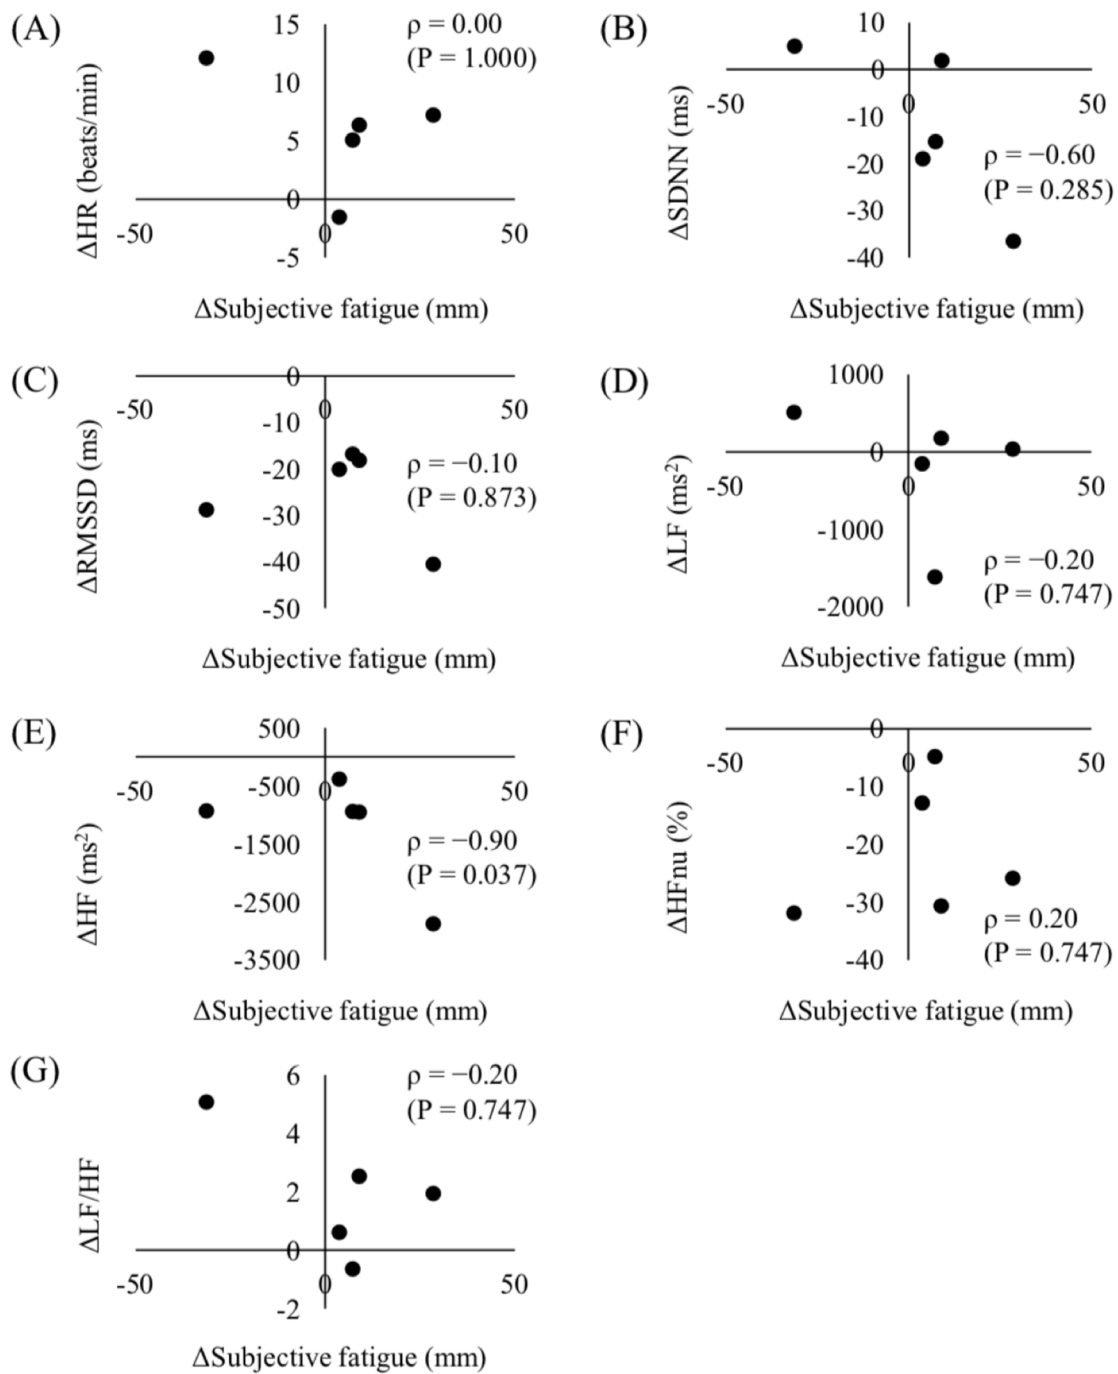 (A)
15
10
5
0
-5
-50
0
50
ρ = 0.00
(P = 1.000)
ΔHR (beats/min)
ΔSubjective fatigue (mm)
(B)
10
0
-10
-20
-30
-40
-50
0
50
ρ = −0.60
(P = 0.285)
ΔSDNN (ms)
ΔSubjective fatigue (mm)
(C)
0
-10
-20
-30
-40
-50
-50
0
50
ρ = −0.10
(P = 0.873)
ΔRMSSD (ms)
ΔSubjective fatigue (mm)
(D)
1000
0
-1000
-2000
-50
0
50
ρ = −0.20
(P = 0.747)
ΔLF (ms²)
ΔSubjective fatigue (mm)
(E)
500
-500
-1500
-2500
-3500
-50
0
50
ρ = −0.90
(P = 0.037)
ΔHF (ms²)
ΔSubjective fatigue (mm)
(F)
0
-10
-20
-30
-40
-50
0
50
ρ = 0.20
(P = 0.747)
ΔHFnu (%)
ΔSubjective fatigue (mm)
(G)
6
4
2
0
-2
-50
0
50
ρ = −0.20
(P = 0.747)
ΔLF/HF
ΔSubjective fatigue (mm)